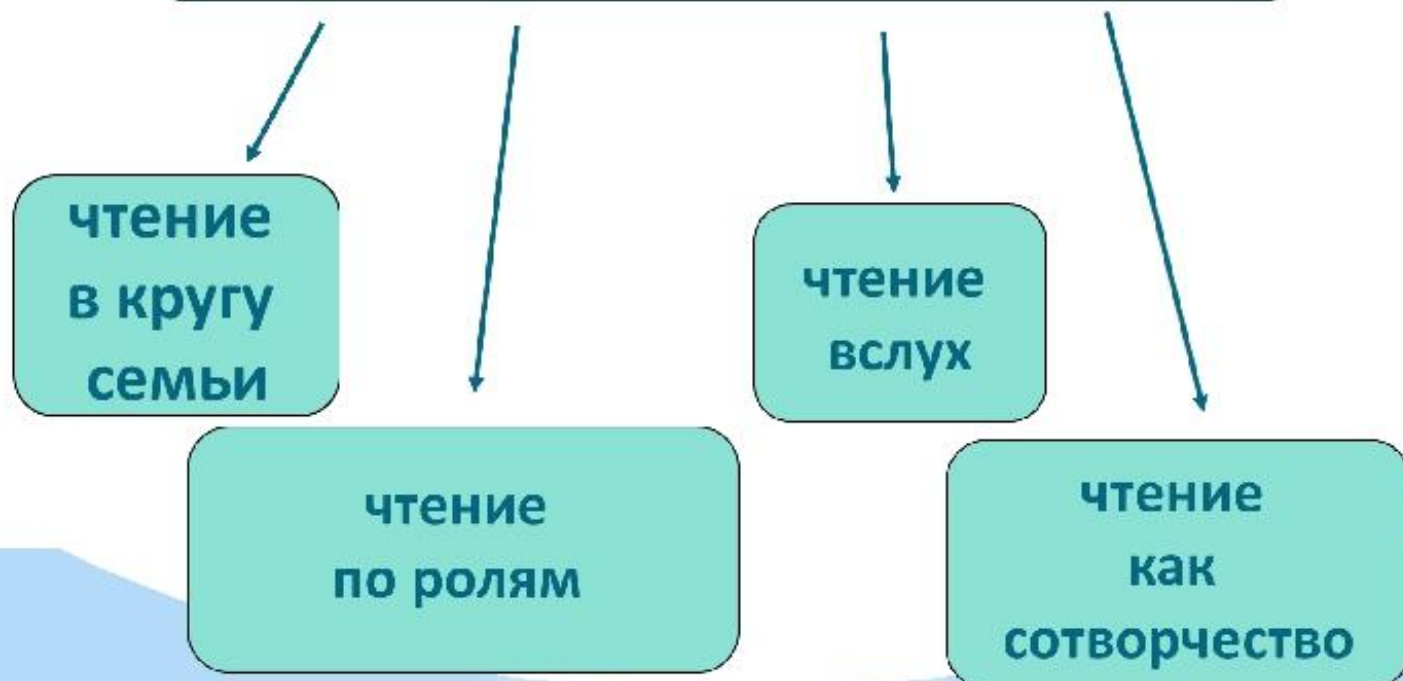 чтение
в кругу
семьи
чтение
по ролям
чтение
вслух
чтение
как
сотворчество